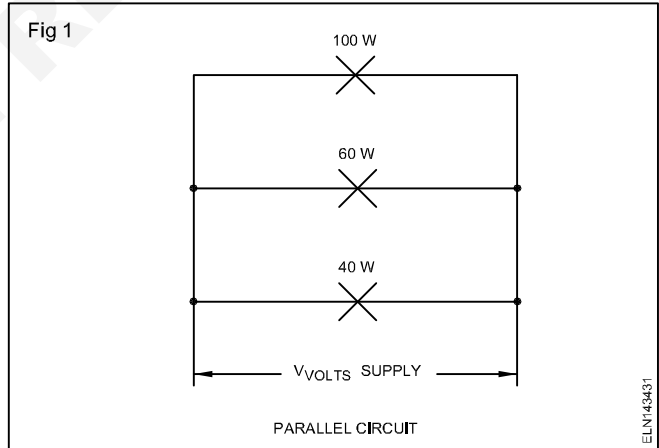 Fig 1
100 W
60 W
40 W
VVOLTS SUPPLY
PARALLEL CIRCUIT
ELN143431